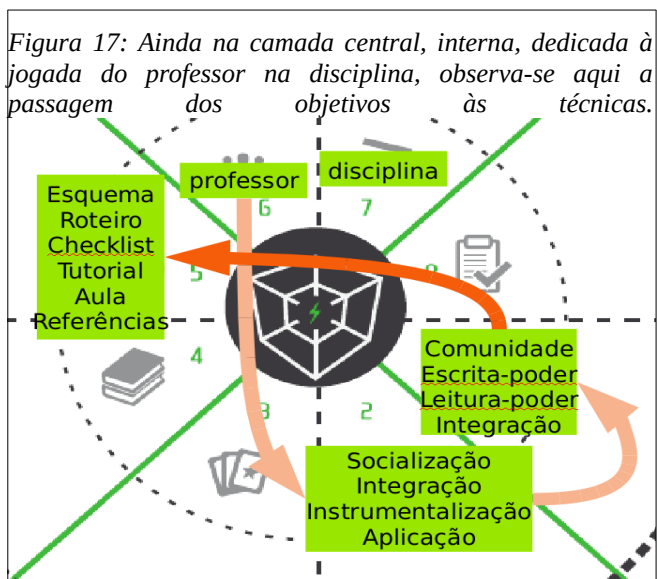 Figura 17: Ainda na camada central, interna, dedicada à
jogada do professor na disciplina, observa-se aqui a
passagem dos objetivos às técnicas.
professor
disciplina
6
7
Esquema
Roteiro
Checklist
Tutorial
Aula
Referências
5
8
4
Comunidade
Escrita-poder
Leitura-poder
Integração
3
2
Socialização
Integração
Instrumentalização
Aplicação